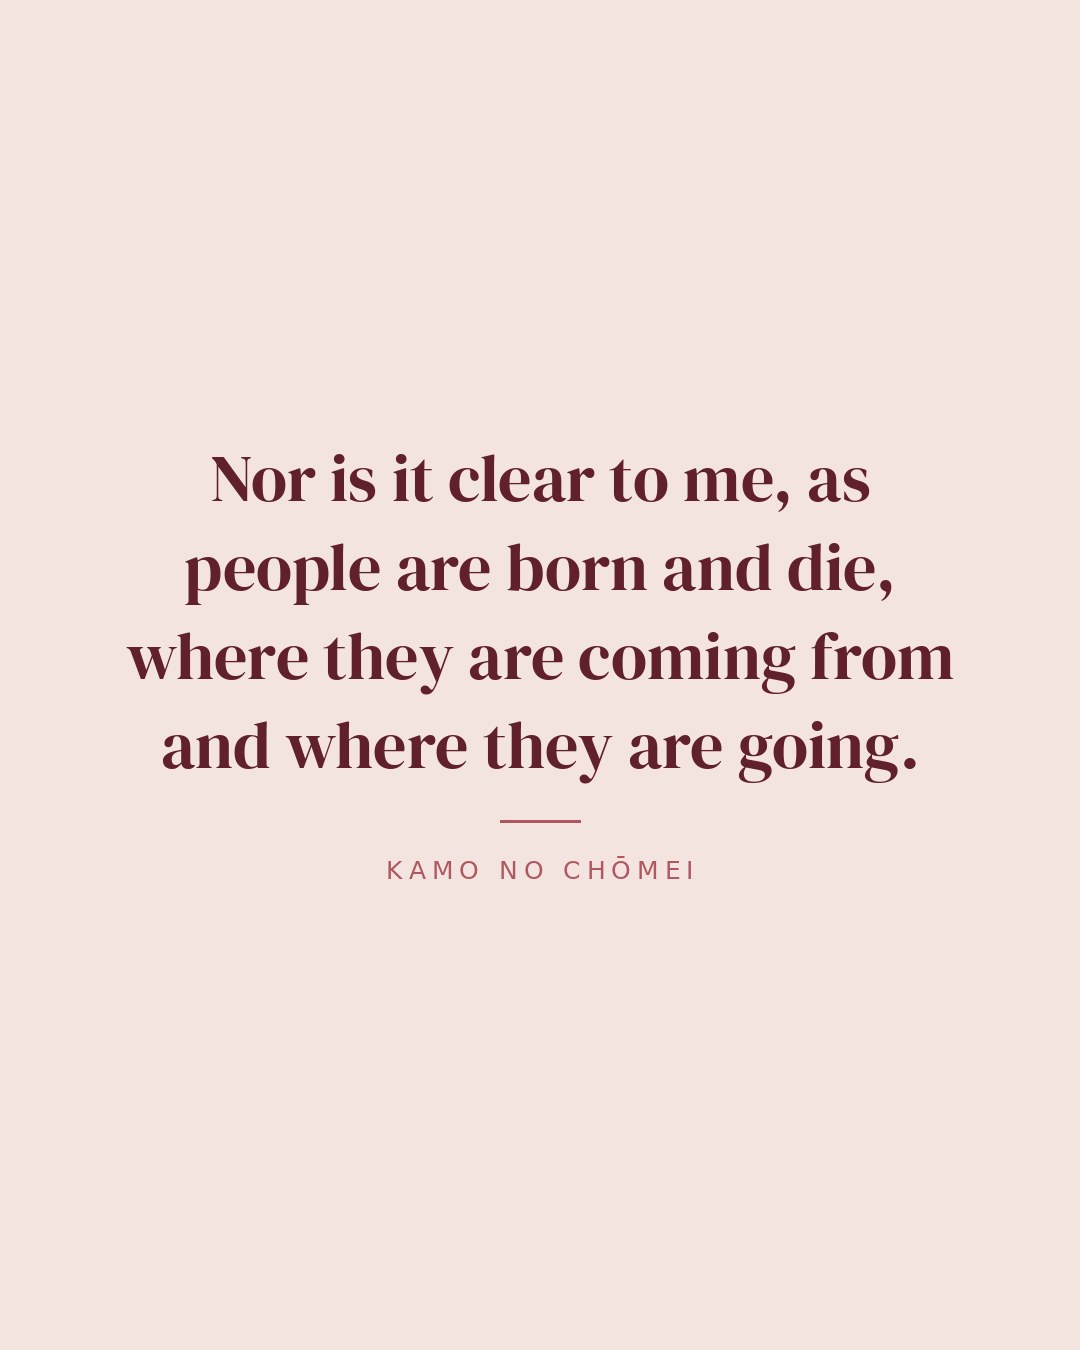 Nor is it clear to me, as
people are born and die,
where they are coming from
and where they are going.
KAMO NO CHŌMEI